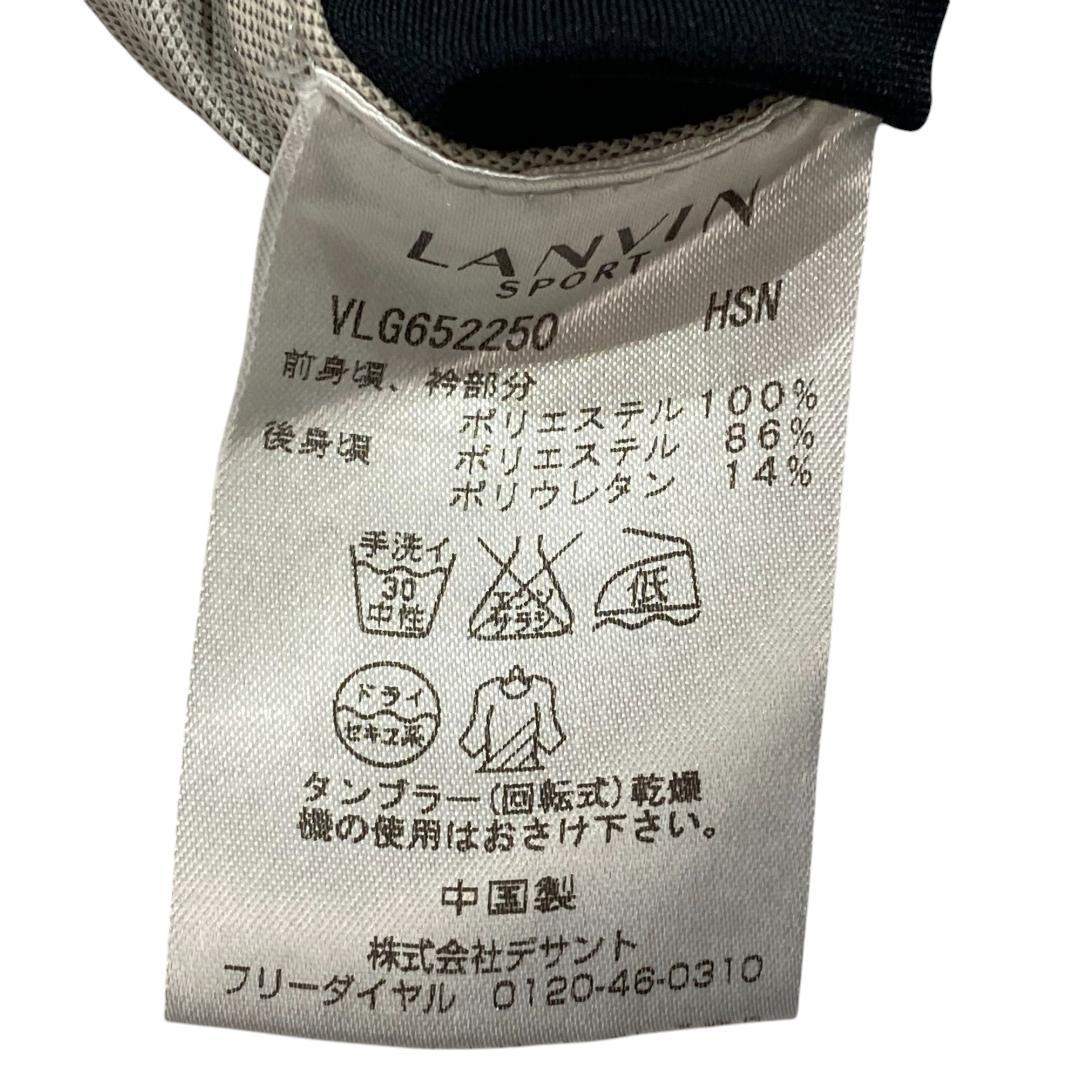 LANVIN
SPORT
VLG652250 HSN
前身頃、衿部分
ポリエステル 100%
後身頃 ポリエステル 86%
ポリウレタン 14%
手洗イ
30
中性
エンソ
サラシ
低
ドライ
セキユ系
タンブラー(回転式)乾燥
機の使用はおさけ下さい。
中国製
株式会社デサント
フリーダイヤル 0120-46-0310